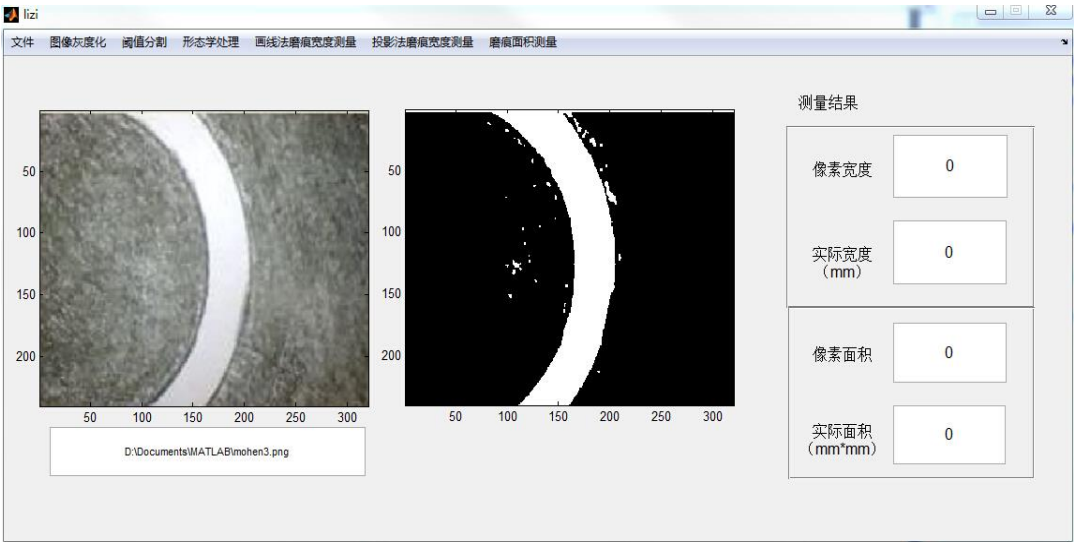 lizi
文件 图像灰度化 阈值分割 形态学处理 画线法磨痕宽度测量 投影法磨痕宽度测量 磨痕面积测量
50
100
150
200
50 100 150 200 250 300
D:\Documents\MATLAB\mohen3.png
50
100
150
200
50 100 150 200 250 300
测量结果
像素宽度 0
实际宽度 0
（mm）
像素面积 0
实际面积 0
（mm*mm）